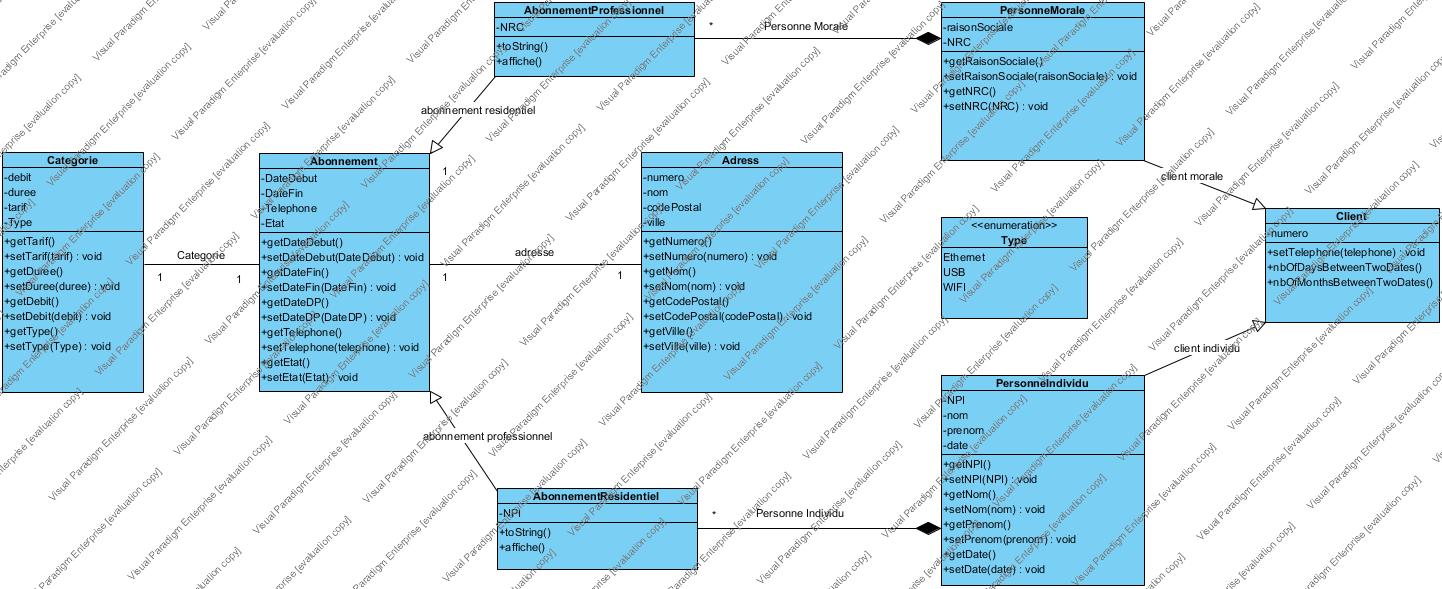 AbonnementProfessionnel
-NRC
+toString()
+affiche()
*
Personne Morale
PersonneMorale
-raisonSociale
-NRC
+getRaisonSociale()
+setRaisonSociale(raisonSociale) : void
+getNRC()
+setNRC(NRC) : void
abonnement residentiel
client morale
Categorie
-debit
-duree
-tarif
-Type
+getTarif()
+setTarif(tarif) : void
+getDuree()
+setDuree(duree) : void
+getDebit()
+setDebit(debit) : void
+getType()
+setType(Type) : void
Categorie
1
1
Abonnement
-DateDebut
-DateFin
-Telephone
-Etat
+getDateDebut()
+setDateDebut(DateDebut) : void
+getDateFin()
+setDateFin(DateFin) : void
+getDateDP()
+setDateDP(DateDP) : void
+getTelephone()
+setTelephone(telephone) : void
+getEtat()
+setEtat(Etat) : void
1
adresse
1
1
Adress
-numero
-nom
-codePostal
-ville
+getNumero()
+setNumero(numero) : void
+getNom()
+setNom(nom) : void
+getCodePostal()
+setCodePostal(codePostal) : void
+getVille()
+setVille(ville) : void
<<enumeration>>
Type
Ethernet
USB
WIFI
Client
-numero
+setTelephone(telephone) : void
+nbOfDaysBetweenTwoDates()
+nbOfMonthsBetweenTwoDates()
client individu
abonnement professionnel
AbonnementResidentiel
-NPI
+toString()
+affiche()
*
Personne Individu
PersonneIndividu
-NPI
-nom
-prenom
-date
+getNPI()
+setNPI(NPI) : void
+getNom()
+setNom(nom) : void
+getPrenom()
+setPrenom(prenom) : void
+getDate()
+setDate(date) : void
Visual Paradigm Enterprise [evaluation copy]